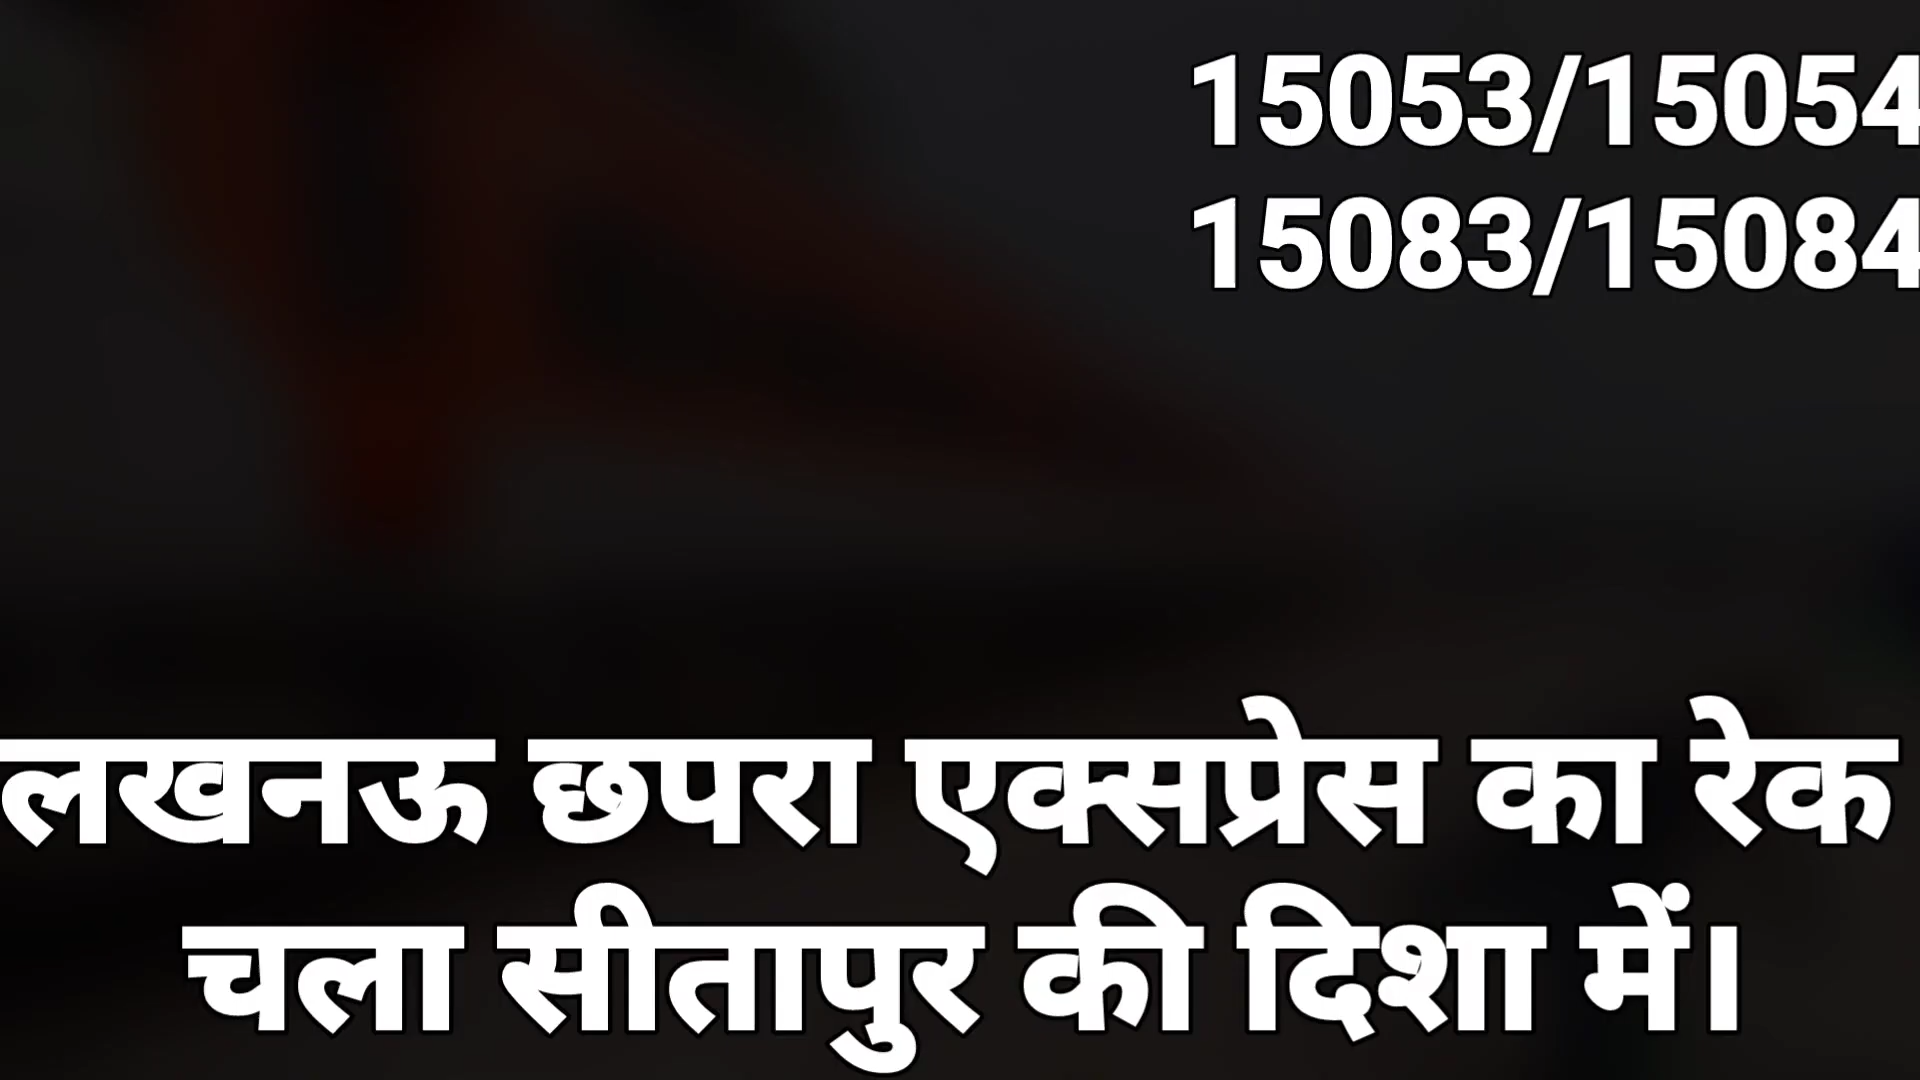 15053/15054
15083/15084
लखनऊ छपरा एक्सप्रेस का रेक
चला सीतापुर की दिशा में।